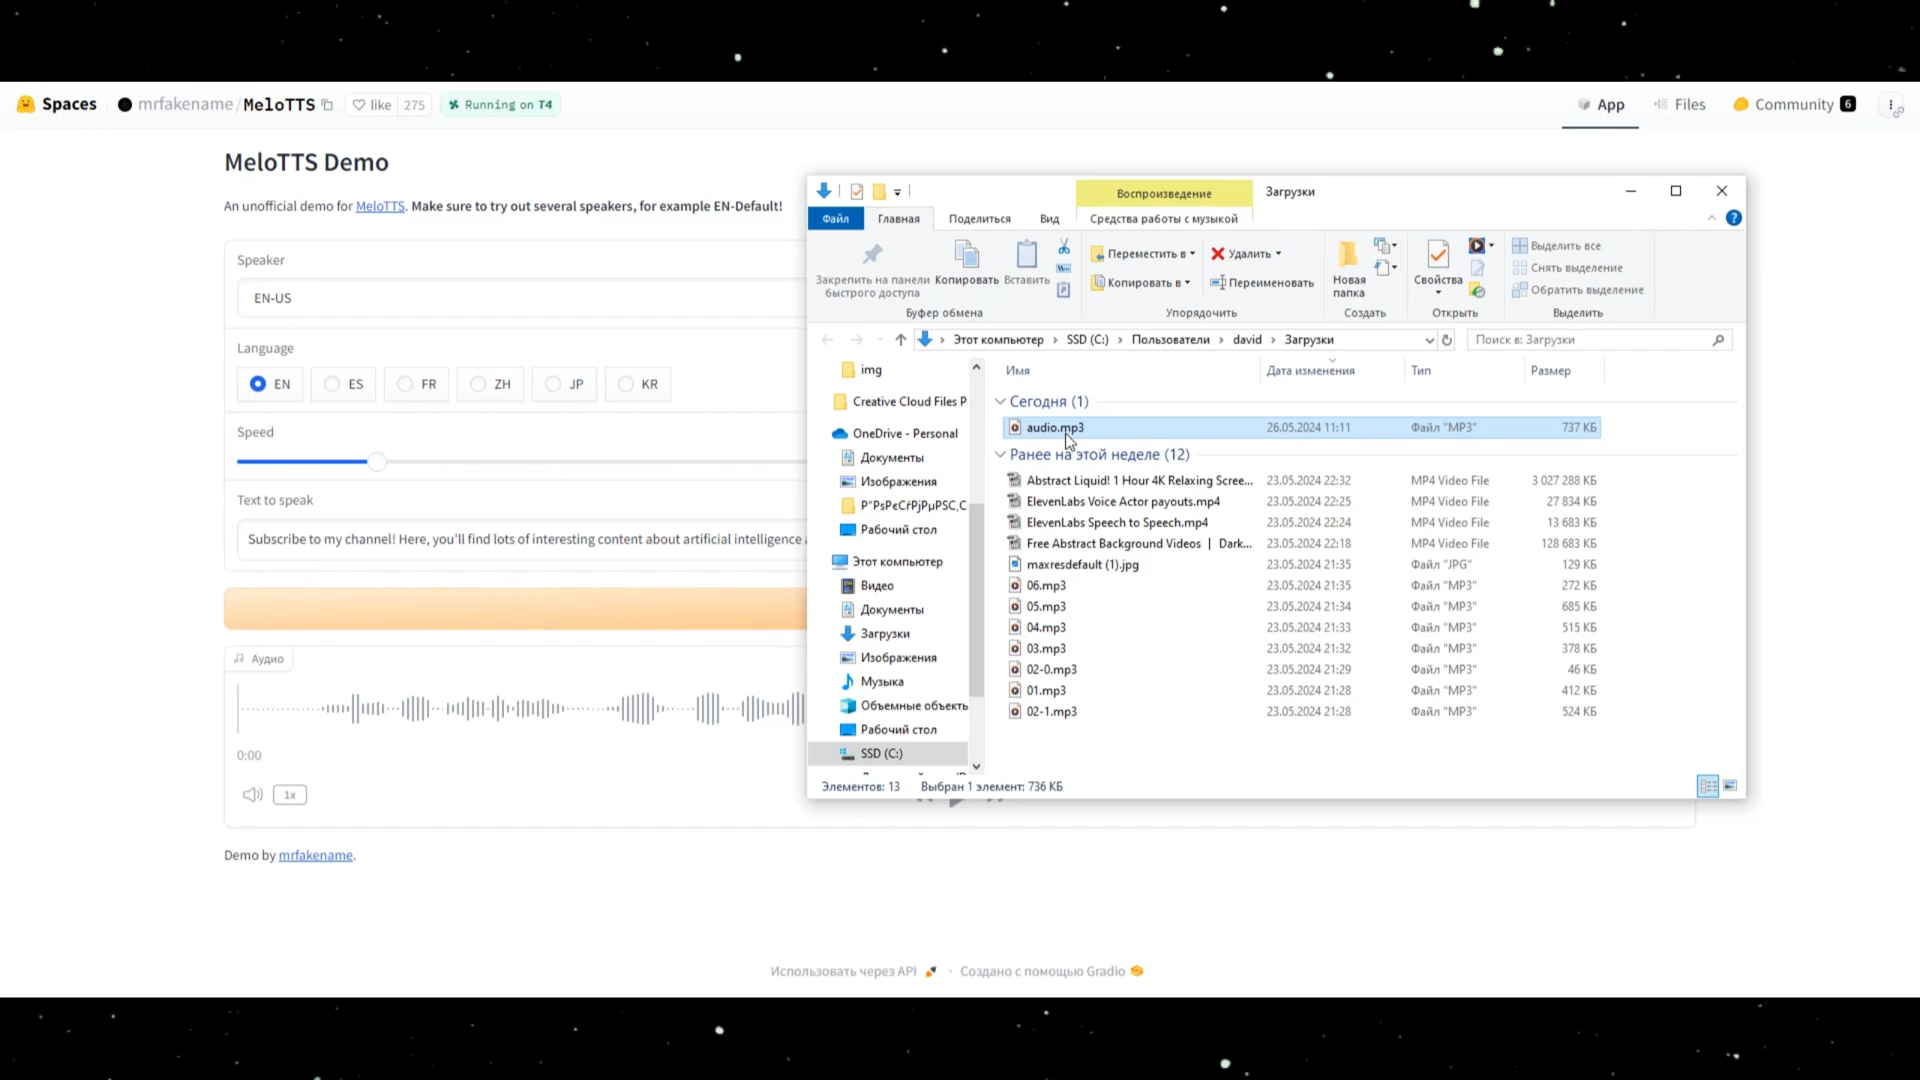 Spaces mrfakename/MeloTTS like 275 Running on T4
App Files Community 6
MeloTTS Demo
An unofficial demo for MeloTTS. Make sure to try out several speakers, for example EN-Default!
Speaker
EN-US
Language
EN ES FR ZH JP KR
Speed
Text to speak
Subscribe to my channel! Here, you'll find lots of interesting content about artificial intelligence
Аудио
0:00
1x
Demo by mrfakename.
Использовать через API · Создано с помощью Gradio
Воспроизведение Загрузки
Файл Главная Поделиться Вид Средства работы с музыкой
Закрепить на панели быстрого доступа
Копировать
Вставить
Буфер обмена
Переместить в
Копировать в
Удалить
Переименовать
Упорядочить
Новая папка
Создать
Свойства
Открыть
Выделить все
Снять выделение
Обратить выделение
Выделить
Этот компьютер › SSD (C:) › Пользователи › david › Загрузки
Поиск в: Загрузки
img
Creative Cloud Files P
OneDrive - Personal
Документы
Изображения
Р"РѕРєСѓРјРµРЅС‚С
Рабочий стол
Этот компьютер
Видео
Документы
Загрузки
Изображения
Музыка
Объемные объекть
Рабочий стол
SSD (C:)
Имя Дата изменения Тип Размер
Сегодня (1)
audio.mp3 26.05.2024 11:11 Файл "MP3" 737 КБ
Ранее на этой неделе (12)
Abstract Liquid! 1 Hour 4K Relaxing Scree... 23.05.2024 22:32 MP4 Video File 3 027 288 КБ
ElevenLabs Voice Actor payouts.mp4 23.05.2024 22:25 MP4 Video File 27 834 КБ
ElevenLabs Speech to Speech.mp4 23.05.2024 22:24 MP4 Video File 13 683 КБ
Free Abstract Background Videos | Dark... 23.05.2024 22:18 MP4 Video File 128 683 КБ
maxresdefault (1).jpg 23.05.2024 21:35 Файл "JPG" 129 КБ
06.mp3 23.05.2024 21:35 Файл "MP3" 272 КБ
05.mp3 23.05.2024 21:34 Файл "MP3" 685 КБ
04.mp3 23.05.2024 21:33 Файл "MP3" 515 КБ
03.mp3 23.05.2024 21:32 Файл "MP3" 378 КБ
02-0.mp3 23.05.2024 21:29 Файл "MP3" 46 КБ
01.mp3 23.05.2024 21:28 Файл "MP3" 412 КБ
02-1.mp3 23.05.2024 21:28 Файл "MP3" 524 КБ
Элементов: 13 Выбран 1 элемент: 736 КБ